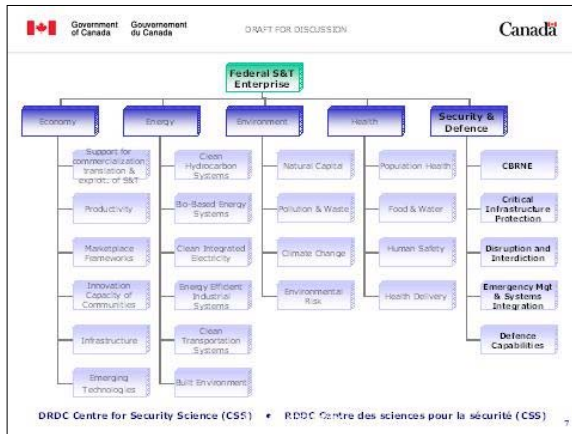 Government of Canada
Gouvernement du Canada
DRAFT FOR DISCUSSION
Canada
Federal S&T
Enterprise
Economy
Energy
Environment
Health
Security &
Defence
Support for
commercialization,
translation &
exploit. of S&T
Clean
Hydrocarbon
Systems
Natural Capital
Population Health
CBRNE
Productivity
Bio-Based Energy
Systems
Pollution & Waste
Food & Water
Critical
Infrastructure
Protection
Marketplace
Frameworks
Clean Integrated
Electricity
Climate Change
Human Safety
Disruption and
Interdiction
Innovation
Capacity of
Communities
Energy Efficient
Industrial
Systems
Environmental
Risk
Health Delivery
Emergency Mgt
& Systems
Integration
Infrastructure
Clean
Transportation
Systems
Defence
Capabilities
Emerging
Technologies
Built Environment
DRDC Centre for Security Science (CSS) • RDDC Centre des sciences pour la sécurité (CSS)
7